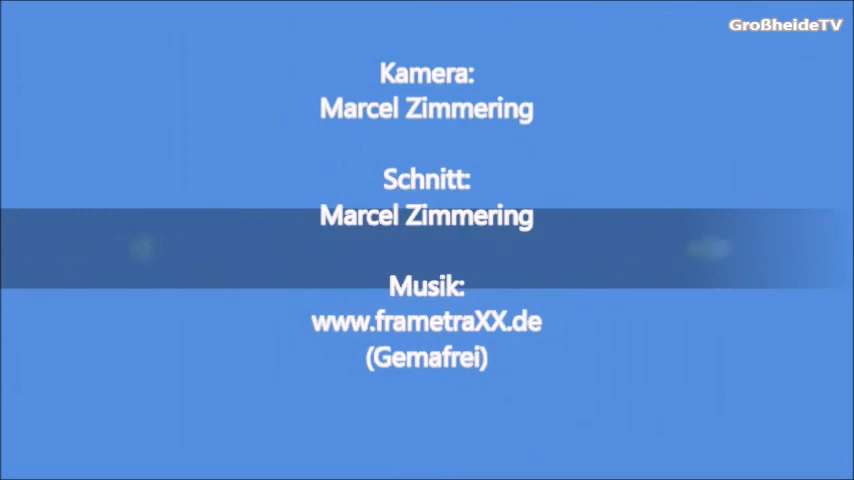 GroßheideTV
Kamera:
Marcel Zimmering
Schnitt:
Marcel Zimmering
Musik:
www.frametraXX.de
(Gemafrei)